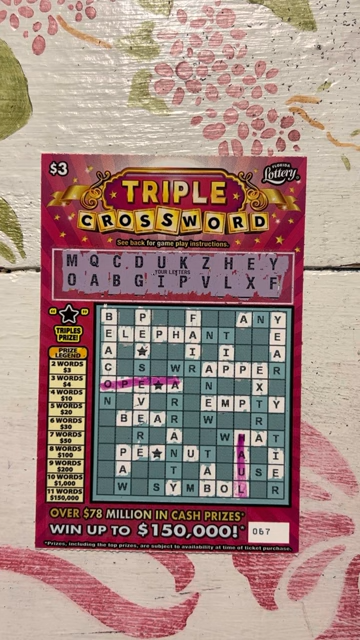 $3
FLORIDA
Lottery
TRIPLE
CROSSWORD
See back for game play instructions.
M Q C D U K Z H E Y
YOUR LETTERS
O A B G I P V L X F
TRIPLES
PRIZE!
PRIZE
LEGEND
2 WORDS
$3
3 WORDS
$4
4 WORDS
$10
5 WORDS
$20
6 WORDS
$30
7 WORDS
$50
8 WORDS
$100
9 WORDS
$200
10 WORDS
$1,000
11 WORDS
$150,000
ANY
ELEPHANT
WRAPPER
OPERA
EMPTY
BEAR
WHAT
NUT
USE
SYMBOL
OVER $78 MILLION IN CASH PRIZES*
WIN UP TO $150,000!*
067
*Prizes, including the top prizes, are subject to availability at time of ticket purchase.